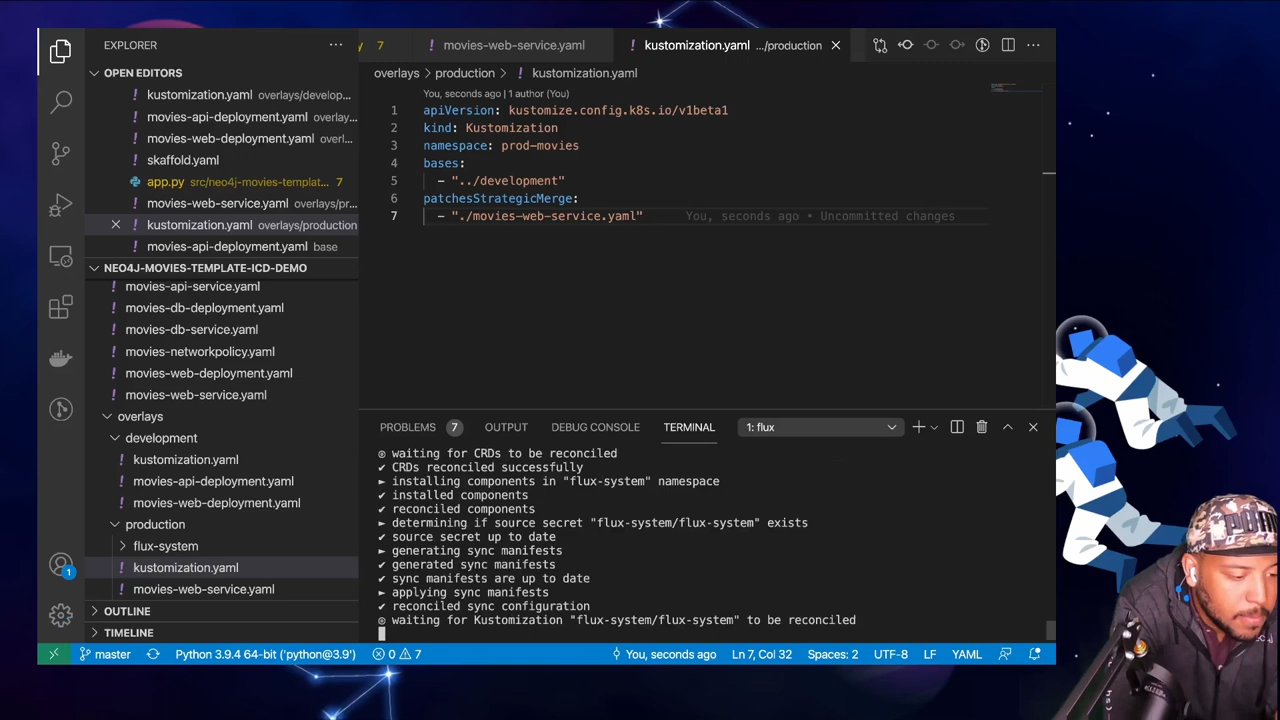 EXPLORER
···
OPEN EDITORS
kustomization.yaml overlays/develop...
movies-api-deployment.yaml overlay...
movies-web-deployment.yaml overl...
skaffold.yaml
app.py src/neo4j-movies-templat... 7
movies-web-service.yaml overlays/pr...
kustomization.yaml overlays/production
movies-api-deployment.yaml base
NEO4J-MOVIES-TEMPLATE-ICD-DEMO
movies-api-service.yaml
movies-db-deployment.yaml
movies-db-service.yaml
movies-networkpolicy.yaml
movies-web-deployment.yaml
movies-web-service.yaml
overlays
development
kustomization.yaml
movies-api-deployment.yaml
movies-web-deployment.yaml
production
flux-system
kustomization.yaml
movies-web-service.yaml
OUTLINE
TIMELINE
y 7 movies-web-service.yaml kustomization.yaml .../production
overlays > production > kustomization.yaml
You, seconds ago | 1 author (You)
1 apiVersion: kustomize.config.k8s.io/v1beta1
2 kind: Kustomization
3 namespace: prod-movies
4 bases:
5 - "../development"
6 patchesStrategicMerge:
7 - "./movies-web-service.yaml" You, seconds ago • Uncommitted changes
PROBLEMS 7 OUTPUT DEBUG CONSOLE TERMINAL 1: flux
◎ waiting for CRDs to be reconciled
✔ CRDs reconciled successfully
► installing components in "flux-system" namespace
✔ installed components
✔ reconciled components
► determining if source secret "flux-system/flux-system" exists
✔ source secret up to date
► generating sync manifests
✔ generated sync manifests
✔ sync manifests are up to date
► applying sync manifests
✔ reconciled sync configuration
◎ waiting for Kustomization "flux-system/flux-system" to be reconciled
1
master Python 3.9.4 64-bit ('python@3.9') 0 7 You, seconds ago Ln 7, Col 32 Spaces: 2 UTF-8 LF YAML